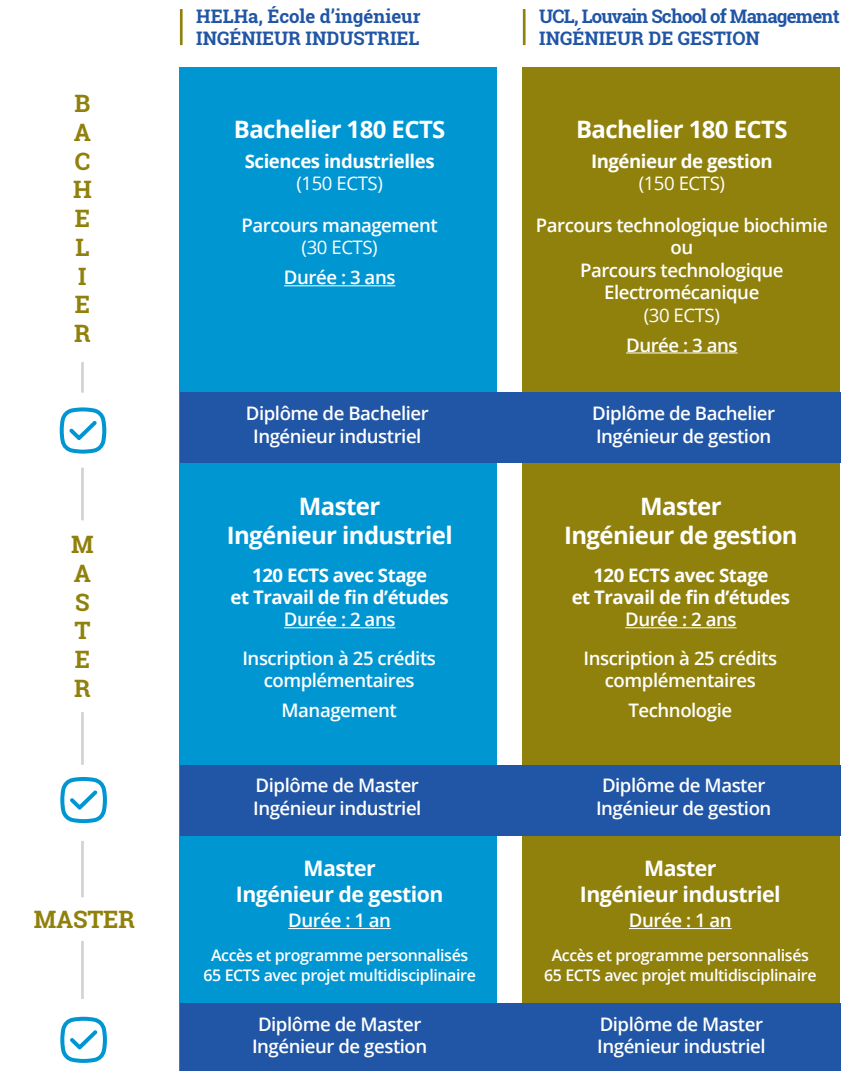 HELHa, École d'ingénieur
INGÉNIEUR INDUSTRIEL
UCL, Louvain School of Management
INGÉNIEUR DE GESTION
BACHELIER
Bachelier 180 ECTS
Sciences industrielles
(150 ECTS)
Parcours management
(30 ECTS)
Durée : 3 ans
Bachelier 180 ECTS
Ingénieur de gestion
(150 ECTS)
Parcours technologique biochimie
ou
Parcours technologique
Electromécanique
(30 ECTS)
Durée : 3 ans
Diplôme de Bachelier
Ingénieur industriel
Diplôme de Bachelier
Ingénieur de gestion
MASTER
Master
Ingénieur industriel
120 ECTS avec Stage
et Travail de fin d'études
Durée : 2 ans
Inscription à 25 crédits
complémentaires
Management
Master
Ingénieur de gestion
120 ECTS avec Stage
et Travail de fin d'études
Durée : 2 ans
Inscription à 25 crédits
complémentaires
Technologie
Diplôme de Master
Ingénieur industriel
Diplôme de Master
Ingénieur de gestion
MASTER
Master
Ingénieur de gestion
Durée : 1 an
Accès et programme personnalisés
65 ECTS avec projet multidisciplinaire
Master
Ingénieur industriel
Durée : 1 an
Accès et programme personnalisés
65 ECTS avec projet multidisciplinaire
Diplôme de Master
Ingénieur de gestion
Diplôme de Master
Ingénieur industriel